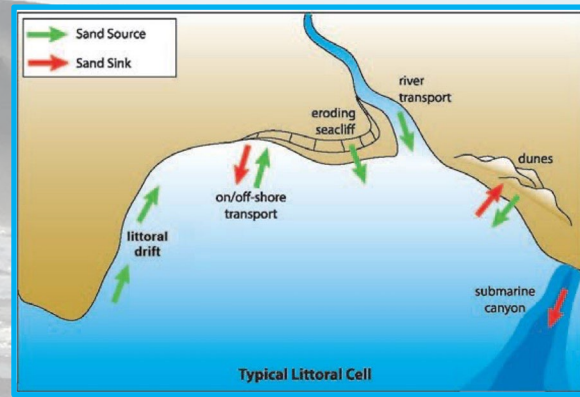 Sand Source
Sand Sink
river
transport
eroding
seacliff
dunes
on/off-shore
transport
littoral
drift
submarine
canyon
Typical Littoral Cell